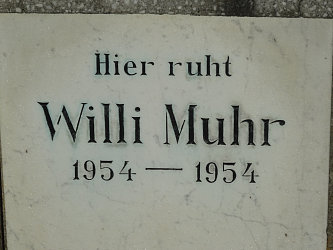 Hier ruht
Willi Muhr
1954 — 1954